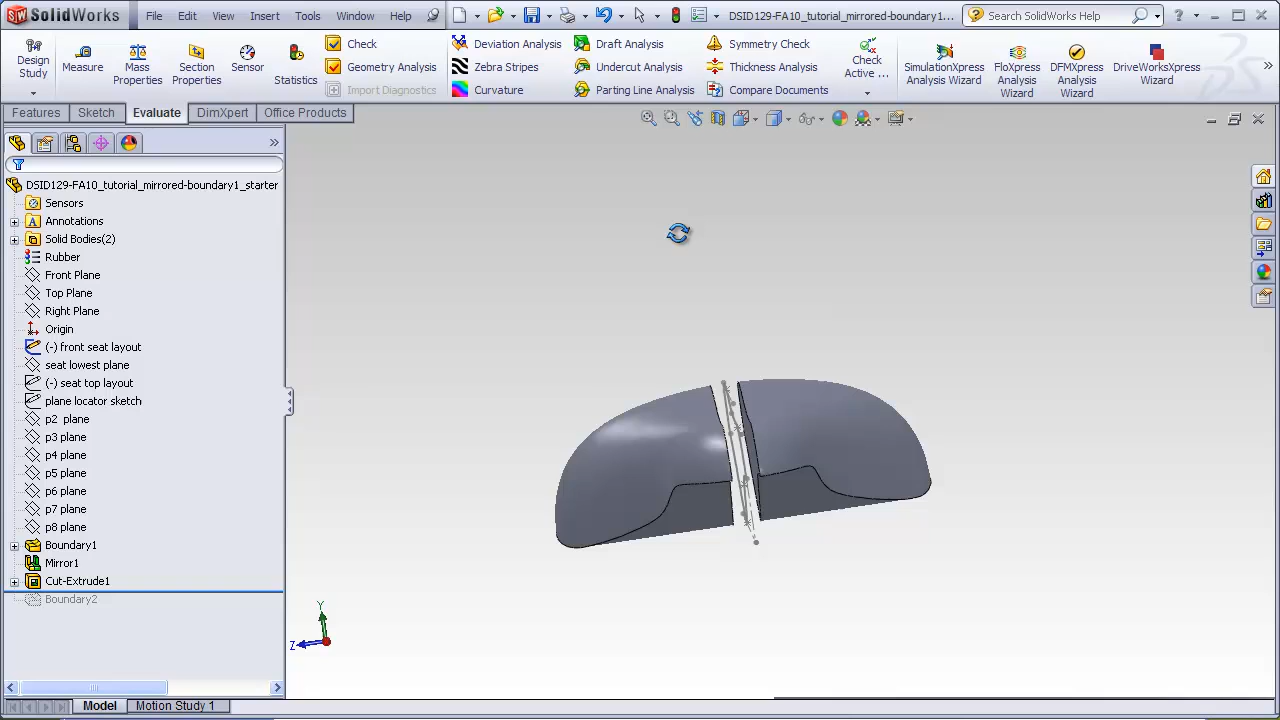 SolidWorks File Edit View Insert Tools Window Help DSID129-FA10_tutorial_mirrored-boundary1... Search SolidWorks Help
Design Study
Measure
Mass Properties
Section Properties
Sensor
Statistics
Check
Geometry Analysis
Import Diagnostics
Deviation Analysis
Zebra Stripes
Curvature
Draft Analysis
Undercut Analysis
Parting Line Analysis
Symmetry Check
Thickness Analysis
Compare Documents
Check Active ...
SimulationXpress Analysis Wizard
FloXpress Analysis Wizard
DFMXpress Analysis Wizard
DriveWorksXpress Wizard
Features Sketch Evaluate DimXpert Office Products
DSID129-FA10_tutorial_mirrored-boundary1_starter
Sensors
Annotations
Solid Bodies(2)
Rubber
Front Plane
Top Plane
Right Plane
Origin
(-) front seat layout
seat lowest plane
(-) seat top layout
plane locator sketch
p2 plane
p3 plane
p4 plane
p5 plane
p6 plane
p7 plane
p8 plane
Boundary1
Mirror1
Cut-Extrude1
Boundary2
Y
Z
Model Motion Study 1